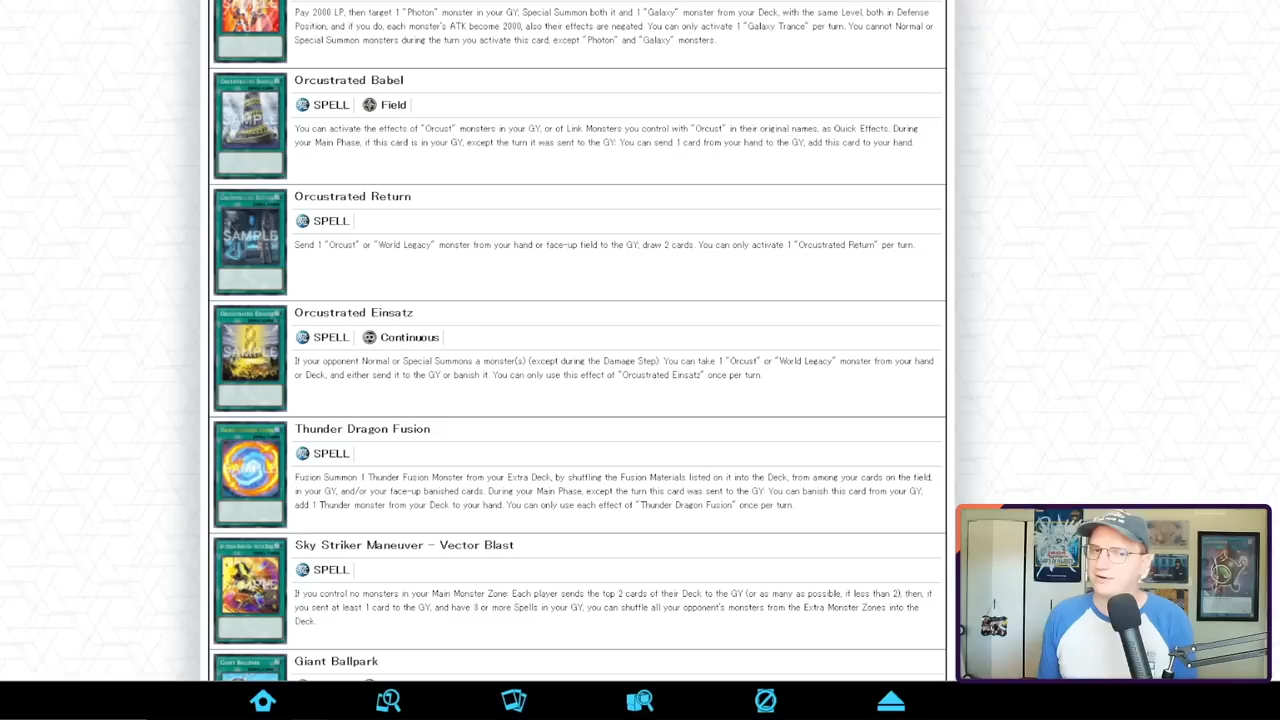 Pay 2000 LP, then target 1 "Photon" monster in your GY, Special Summon both it and 1 "Galaxy" monster from your Deck, with the same Level, both in Defense
Position, and if you do, each monster's ATK become 2000, also their effects are negated. You can only activate 1 "Galaxy Trance" per turn. You cannot Normal or
Special Summon monsters during the turn you activate this card, except "Photon" and "Galaxy" monsters.
Orcustrated Babel
SAMPLE
SPELL
Field
You can activate the effects of "Orcust" monsters in your GY, or of Link Monsters you control with "Orcust" in their original names, as Quick Effects. During
your Main Phase, if this card is in your GY, except the turn it was sent to the GY: You can send 1 card from your hand to the GY; add this card to your hand.
Orcustrated Return
SAMPLE
SPELL
Send 1 "Orcust" or "World Legacy" monster from your hand or face-up field to the GY; draw 2 cards. You can only activate 1 "Orcustrated Return" per turn.
Orcustrated Einsatz
SAMPLE
SPELL
Continuous
If your opponent Normal or Special Summons a monster(s) (except during the Damage Step): You can take 1 "Orcust" or "World Legacy" monster from your hand
or Deck, and either send it to the GY or banish it. You can only use this effect of "Orcustrated Einsatz" once per turn.
Thunder Dragon Fusion
SAMPLE
SPELL
Fusion Summon 1 Thunder Fusion Monster from your Extra Deck, by shuffling the Fusion Materials listed on it into the Deck, from among your cards on the field,
in your GY, and/or your face-up banished cards. During your Main Phase, except the turn this card was sent to the GY: You can banish this card from your GY;
add 1 Thunder monster from your Deck to your hand. You can only use each effect of "Thunder Dragon Fusion" once per turn.
Sky Striker Maneuver - Vector Blast
SAMPLE
SPELL
If you control no monsters in your Main Monster Zone: Each player sends the top 2 cards of their Deck to the GY (or as many as possible, if less than 2), then, if
you sent at least 1 card to the GY, and have 3 or more Spells in your GY, you can shuffle all your opponent's monsters from the Extra Monster Zones into the
Deck.
Giant Ballpark